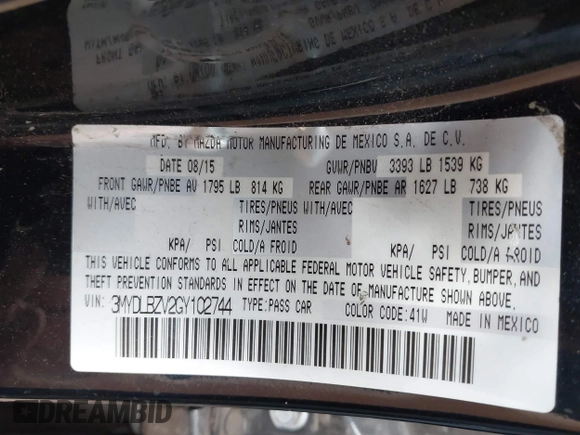 MFD. BY MAZDA MOTOR MANUFACTURING DE MEXICO S.A. DE C.V.
DATE 08/15 GVWR/PNBV 3393 LB 1539 KG
FRONT GAWR/PNBE AV 1795 LB 814 KG REAR GAWR/PNBE AR 1627 LB 738 KG
WITH/AVEC TIRES/PNEUS WITH/AVEC TIRES/PNEUS
RIMS/JANTES RIMS/JANTES
KPA/ PSI COLD/A FROID KPA/ PSI COLD/A FROID
THIS VEHICLE CONFORMS TO ALL APPLICABLE FEDERAL MOTOR VEHICLE SAFETY, BUMPER, AND
THEFT PREVENTION STANDARDS IN EFFECT ON THE DATE OF MANUFACTURE SHOWN ABOVE.
VIN: 3MYDLBZV2GY102744 TYPE:PASS CAR COLOR CODE:41W MADE IN MEXICO
DREAMBID